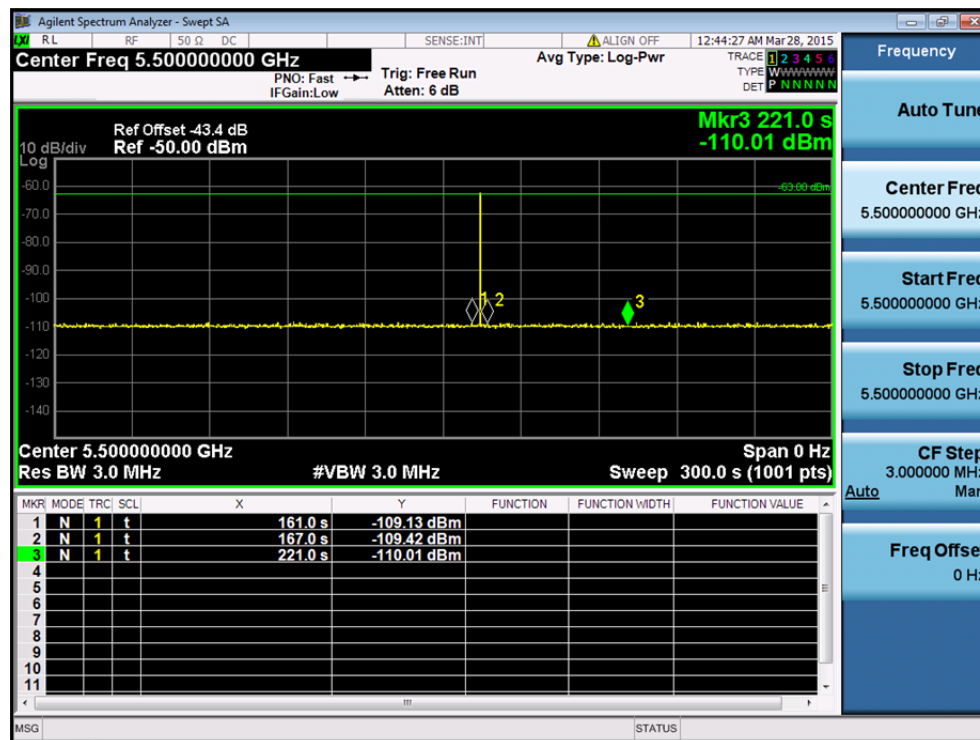 Agilent Spectrum Analyzer - Swept SA
LXI RL RF 50 Ω DC SENSE:INT ALIGN OFF 12:44:27 AM Mar 28, 2015
Center Freq 5.500000000 GHz
PNO: Fast
IFGain:Low
Trig: Free Run
Atten: 6 dB
Avg Type: Log-Pwr
TRACE 1 2 3 4 5 6
TYPE WWWWWWW
DET P N N N N N
Ref Offset -43.4 dB
Ref -50.00 dBm
10 dB/div
Log
Mkr3 221.0 s
-110.01 dBm
-60.0
-70.0
-80.0
-90.0
-100
-110
-120
-130
-140
-63.00 dBm
1 2
3
Center 5.500000000 GHz Span 0 Hz
Res BW 3.0 MHz #VBW 3.0 MHz Sweep 300.0 s (1001 pts)
MKR MODE TRC SCL X Y FUNCTION FUNCTION WIDTH FUNCTION VALUE
1 N 1 t 161.0 s -109.13 dBm
2 N 1 t 167.0 s -109.42 dBm
3 N 1 t 221.0 s -110.01 dBm
4
5
6
7
8
9
10
11
MSG STATUS
Frequency
Auto Tune
Center Freq
5.500000000 GHz
Start Freq
5.500000000 GHz
Stop Freq
5.500000000 GHz
CF Step
3.000000 MHz
Auto Man
Freq Offset
0 Hz